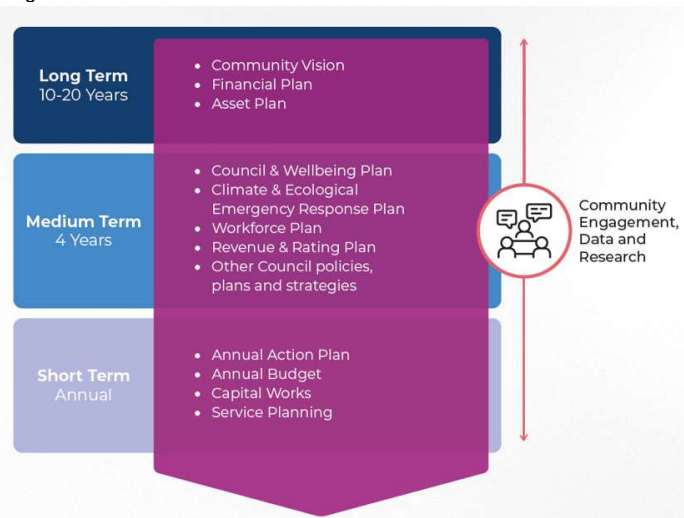 Long Term
10-20 Years
• Community Vision
• Financial Plan
• Asset Plan
Medium Term
4 Years
• Council & Wellbeing Plan
• Climate & Ecological
Emergency Response Plan
• Workforce Plan
• Revenue & Rating Plan
• Other Council policies,
plans and strategies
Short Term
Annual
• Annual Action Plan
• Annual Budget
• Capital Works
• Service Planning
Community
Engagement,
Data and
Research